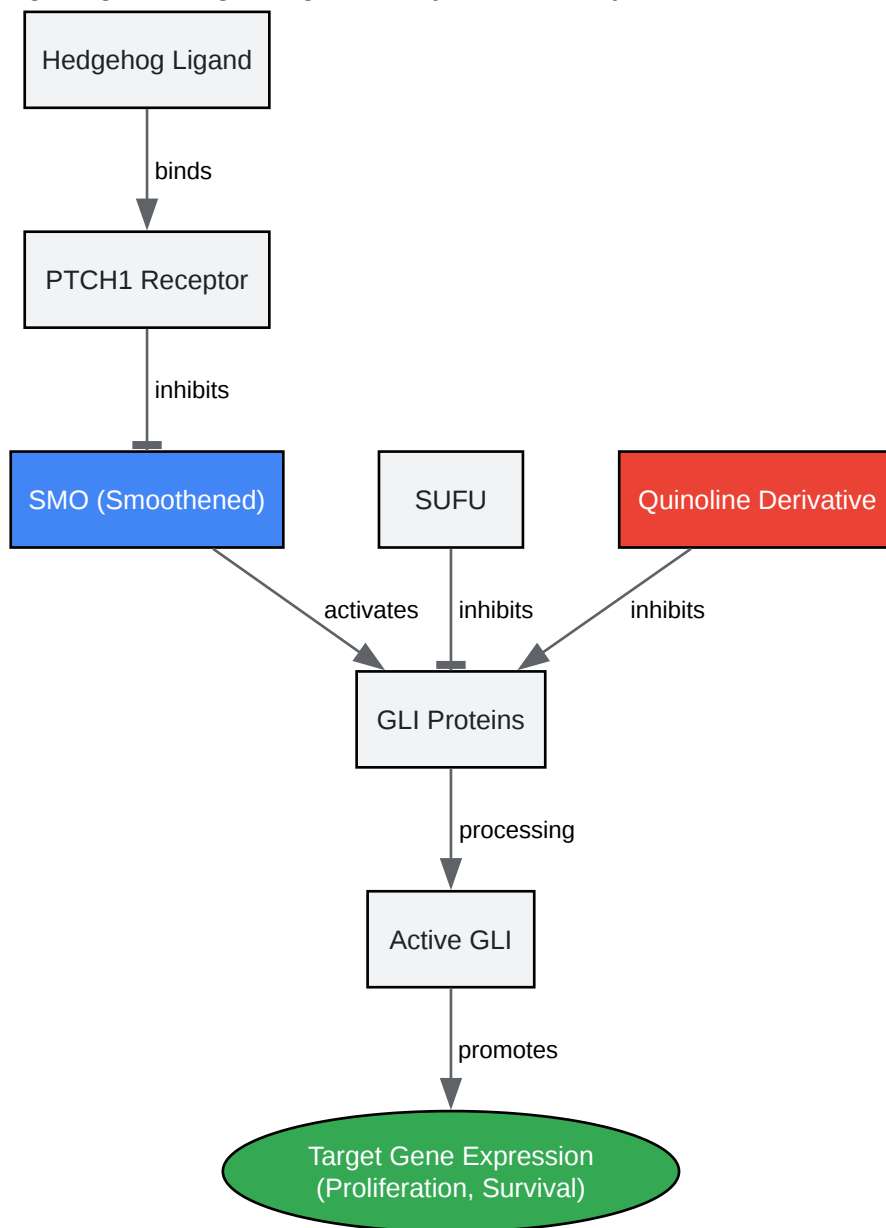 Hedgehog Ligand
binds
PTCH1 Receptor
inhibits
SMO (Smoothened)
SUFU
Quinoline Derivative
activates
inhibits
inhibits
GLI Proteins
processing
Active GLI
promotes
Target Gene Expression
(Proliferation, Survival)